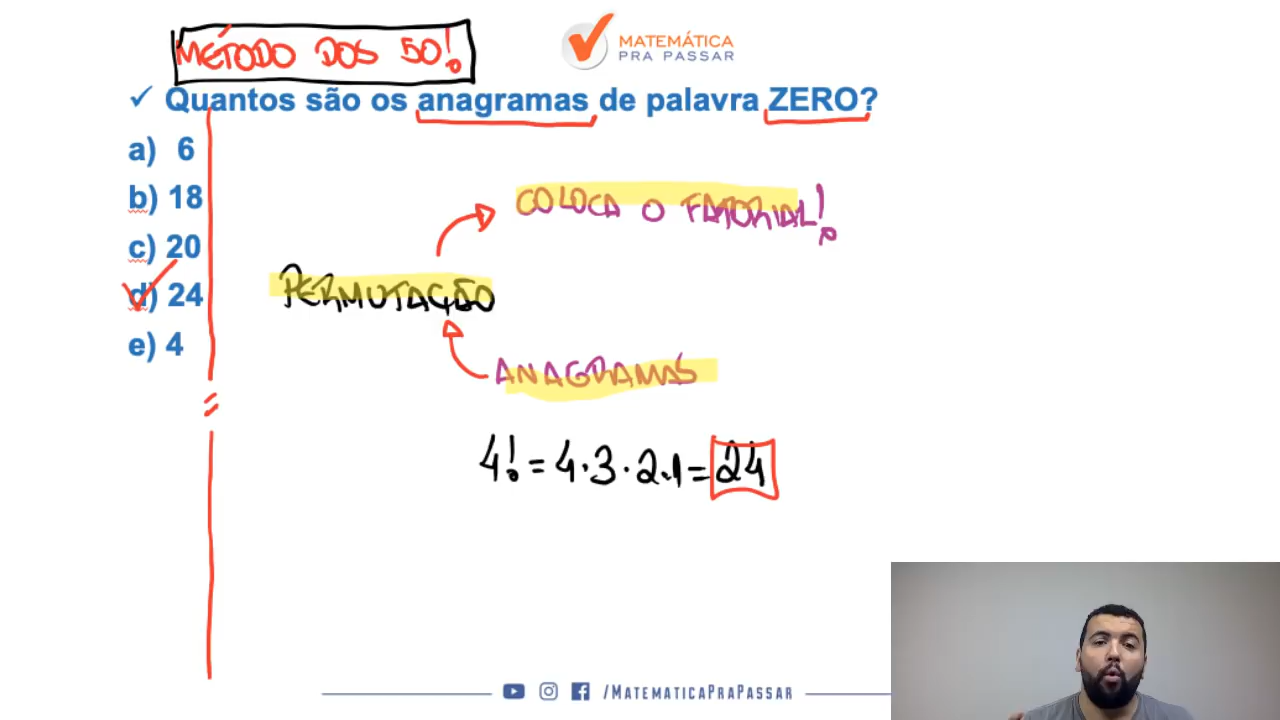 MÉTODO DOS 50!
MATEMÁTICA
PRA PASSAR
✓ Quantos são os anagramas de palavra ZERO?
a) 6
b) 18
c) 20
d) 24
e) 4
COLOCA O FATORIAL!
PERMUTAÇÃO
ANAGRAMAS
4! = 4·3·2·1 = 24
/MATEMATICAPRAPASSAR